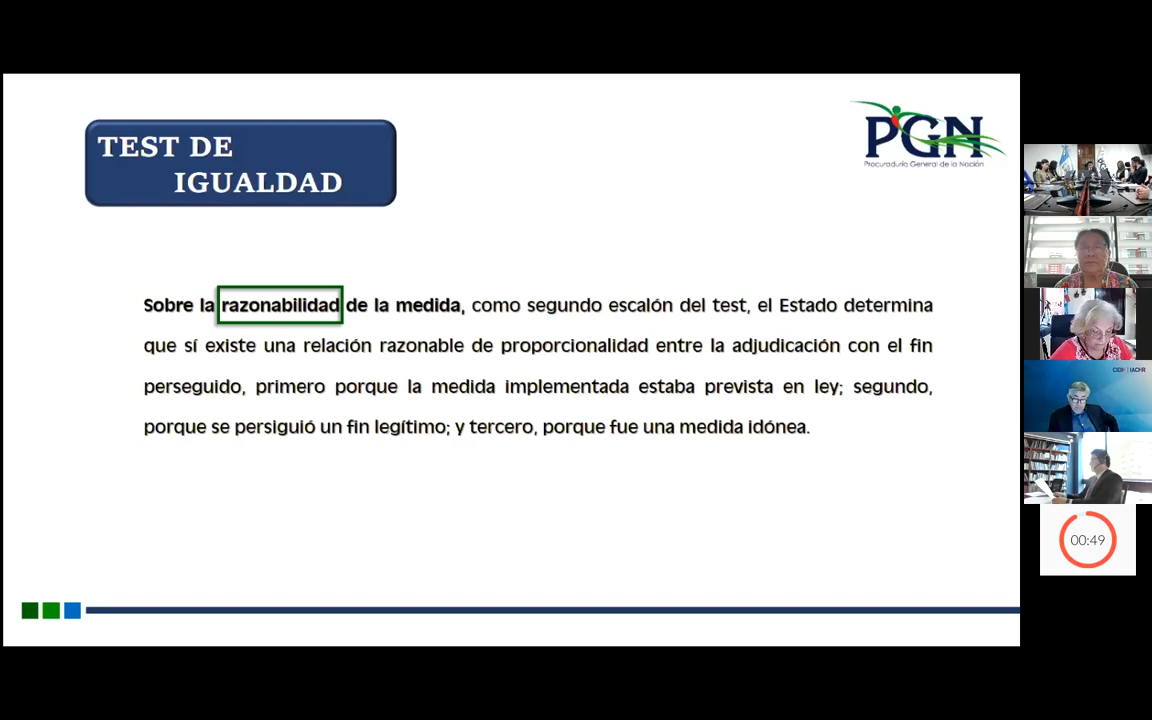 TEST DE
IGUALDAD
PGN
Procuraduría General de la Nación
Sobre la razonabilidad de la medida, como segundo escalón del test, el Estado determina
que sí existe una relación razonable de proporcionalidad entre la adjudicación con el fin
perseguido, primero porque la medida implementada estaba prevista en ley; segundo,
porque se persiguió un fin legítimo; y tercero, porque fue una medida idónea.
CIDH | IACHR
00:49